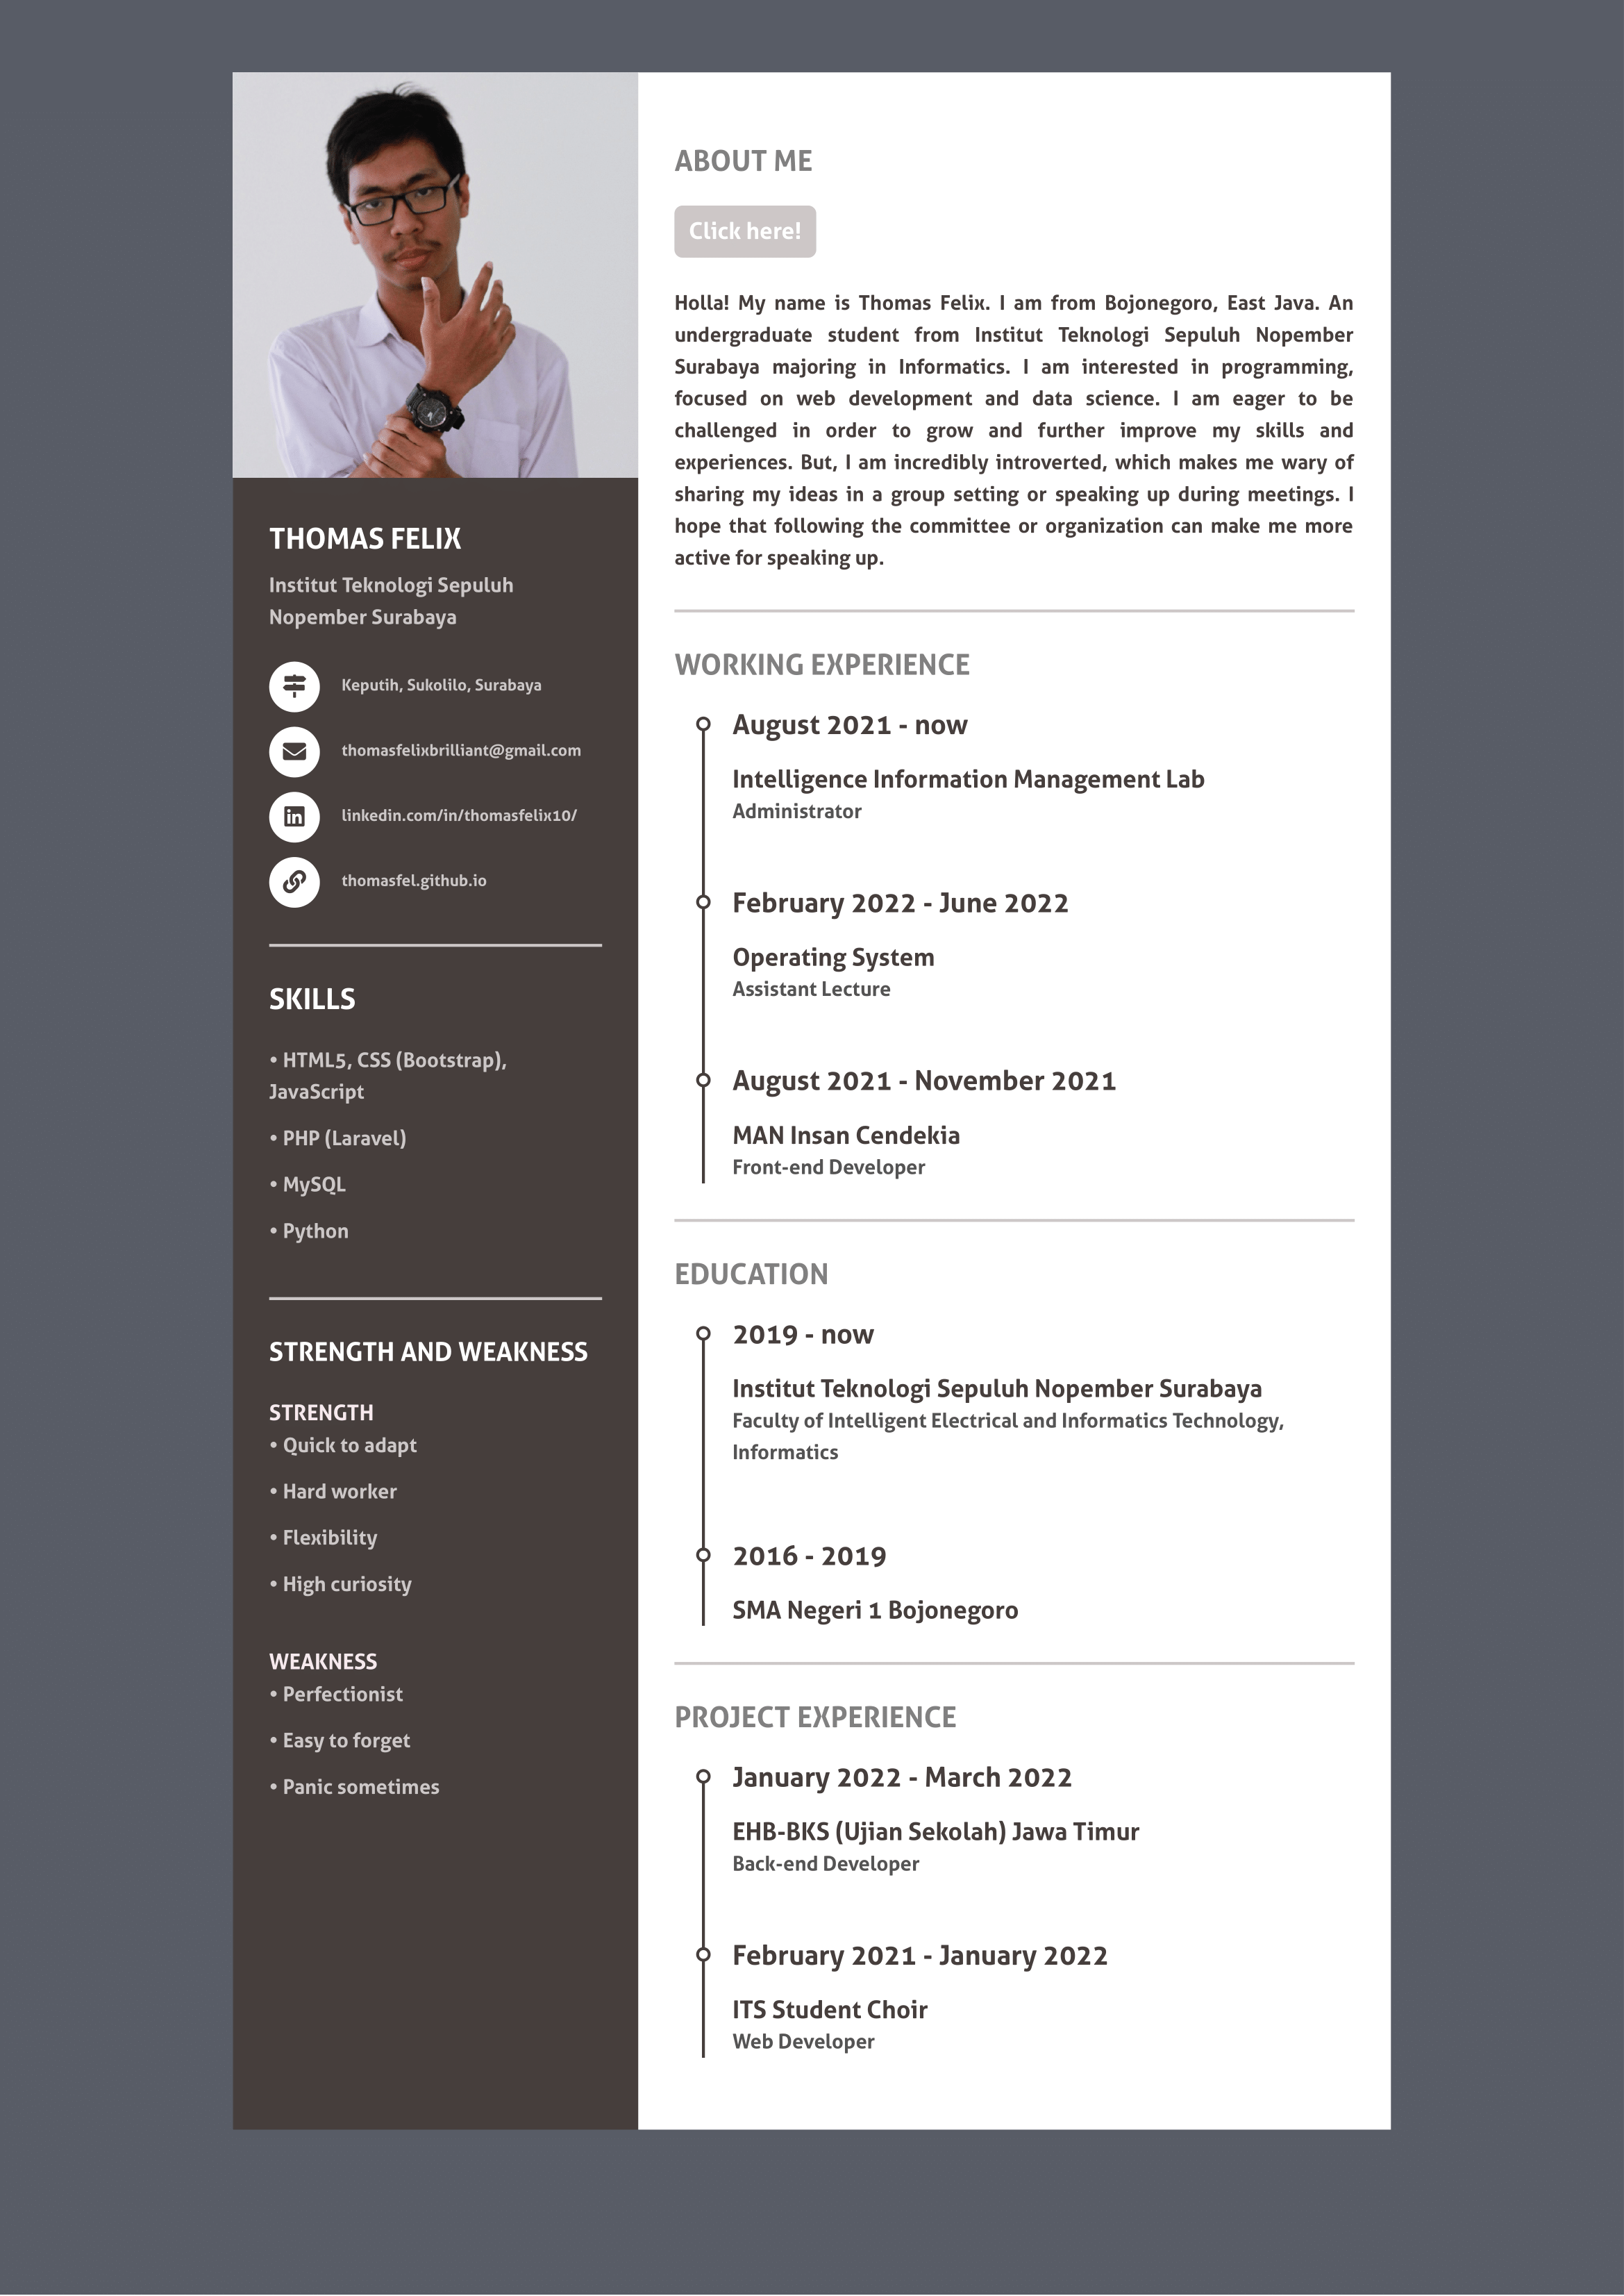 THOMAS FELIX
Institut Teknologi Sepuluh
Nopember Surabaya
Keputih, Sukolilo, Surabaya
thomasfelixbrilliant@gmail.com
linkedin.com/in/thomasfelix10/
thomasfel.github.io
SKILLS
• HTML5, CSS (Bootstrap),
JavaScript
• PHP (Laravel)
• MySQL
• Python
STRENGTH AND WEAKNESS
STRENGTH
• Quick to adapt
• Hard worker
• Flexibility
• High curiosity
WEAKNESS
• Perfectionist
• Easy to forget
• Panic sometimes
ABOUT ME
Click here!
Holla! My name is Thomas Felix. I am from Bojonegoro, East Java. An
undergraduate student from Institut Teknologi Sepuluh Nopember
Surabaya majoring in Informatics. I am interested in programming,
focused on web development and data science. I am eager to be
challenged in order to grow and further improve my skills and
experiences. But, I am incredibly introverted, which makes me wary of
sharing my ideas in a group setting or speaking up during meetings. I
hope that following the committee or organization can make me more
active for speaking up.
WORKING EXPERIENCE
August 2021 - now
Intelligence Information Management Lab
Administrator
February 2022 - June 2022
Operating System
Assistant Lecture
August 2021 - November 2021
MAN Insan Cendekia
Front-end Developer
EDUCATION
2019 - now
Institut Teknologi Sepuluh Nopember Surabaya
Faculty of Intelligent Electrical and Informatics Technology,
Informatics
2016 - 2019
SMA Negeri 1 Bojonegoro
PROJECT EXPERIENCE
January 2022 - March 2022
EHB-BKS (Ujian Sekolah) Jawa Timur
Back-end Developer
February 2021 - January 2022
ITS Student Choir
Web Developer